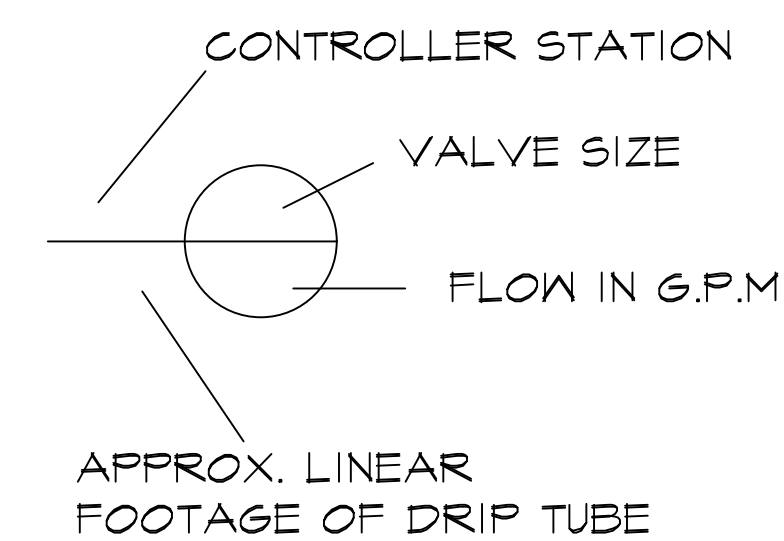 CONTROLLER STATION
VALVE SIZE
FLOW IN G.P.M
APPROX. LINEAR
FOOTAGE OF DRIP TUBE